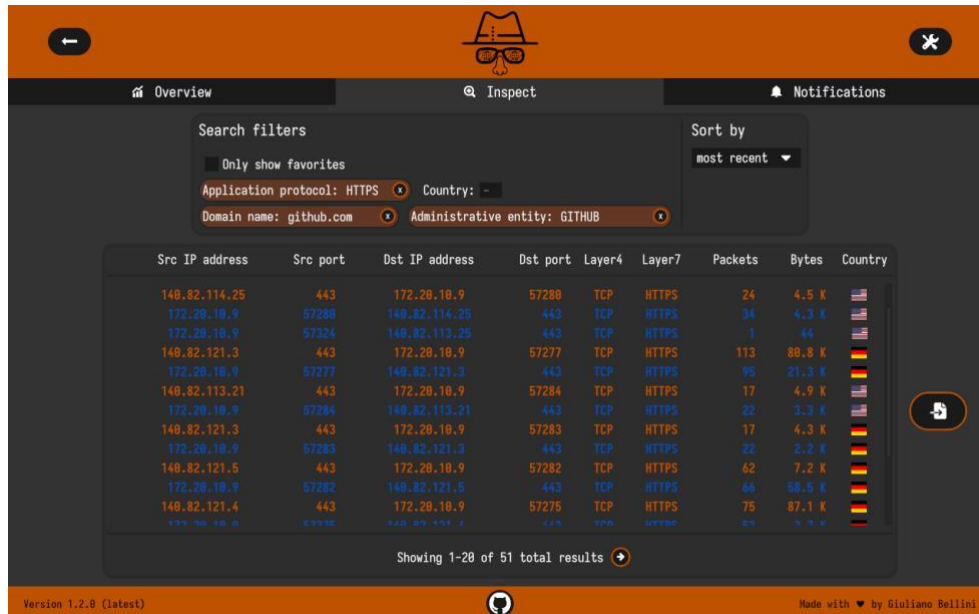 Overview
Inspect
Notifications
Search filters
Sort by
Only show favorites
most recent
Application protocol: HTTPS x Country: -
Domain name: github.com x Administrative entity: GITHUB x
Src IP address Src port Dst IP address Dst port Layer4 Layer7 Packets Bytes Country
140.82.114.25 443 172.20.10.9 57280 TCP HTTPS 24 4.5 K
172.20.10.9 57280 140.82.114.25 443 TCP HTTPS 34 4.3 K
172.20.10.9 57324 140.82.113.25 443 TCP HTTPS 1 44
140.82.121.3 443 172.20.10.9 57277 TCP HTTPS 113 80.8 K
172.20.10.9 57277 140.82.121.3 443 TCP HTTPS 95 21.3 K
140.82.113.21 443 172.20.10.9 57284 TCP HTTPS 17 4.9 K
172.20.10.9 57284 140.82.113.21 443 TCP HTTPS 22 3.3 K
140.82.121.3 443 172.20.10.9 57283 TCP HTTPS 17 4.3 K
172.20.10.9 57283 140.82.121.3 443 TCP HTTPS 22 2.2 K
140.82.121.5 443 172.20.10.9 57282 TCP HTTPS 62 7.2 K
172.20.10.9 57282 140.82.121.5 443 TCP HTTPS 66 58.5 K
140.82.121.4 443 172.20.10.9 57275 TCP HTTPS 75 87.1 K
Showing 1-20 of 51 total results
Version 1.2.0 (latest)
Made with ♥ by Giuliano Bellini